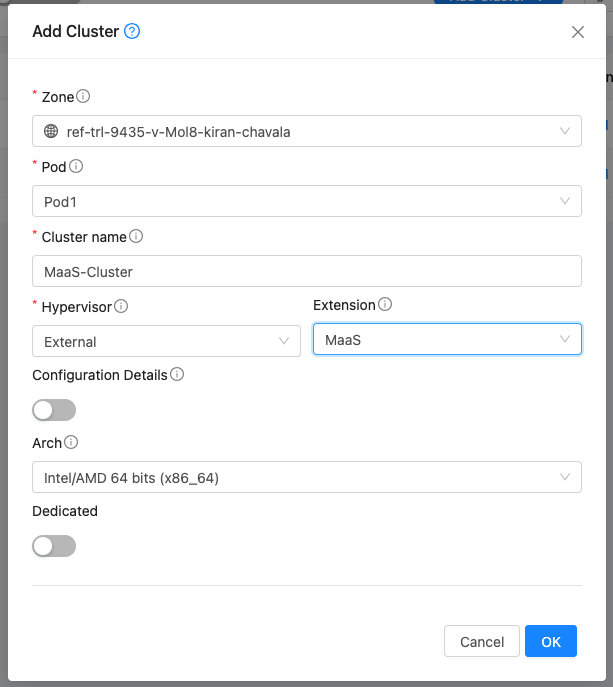 Add Cluster
* Zone
ref-trl-9435-v-Mol8-kiran-chavala
* Pod
Pod1
* Cluster name
MaaS-Cluster
* Hypervisor
Extension
External
MaaS
Configuration Details
Arch
Intel/AMD 64 bits (x86_64)
Dedicated
Cancel
OK